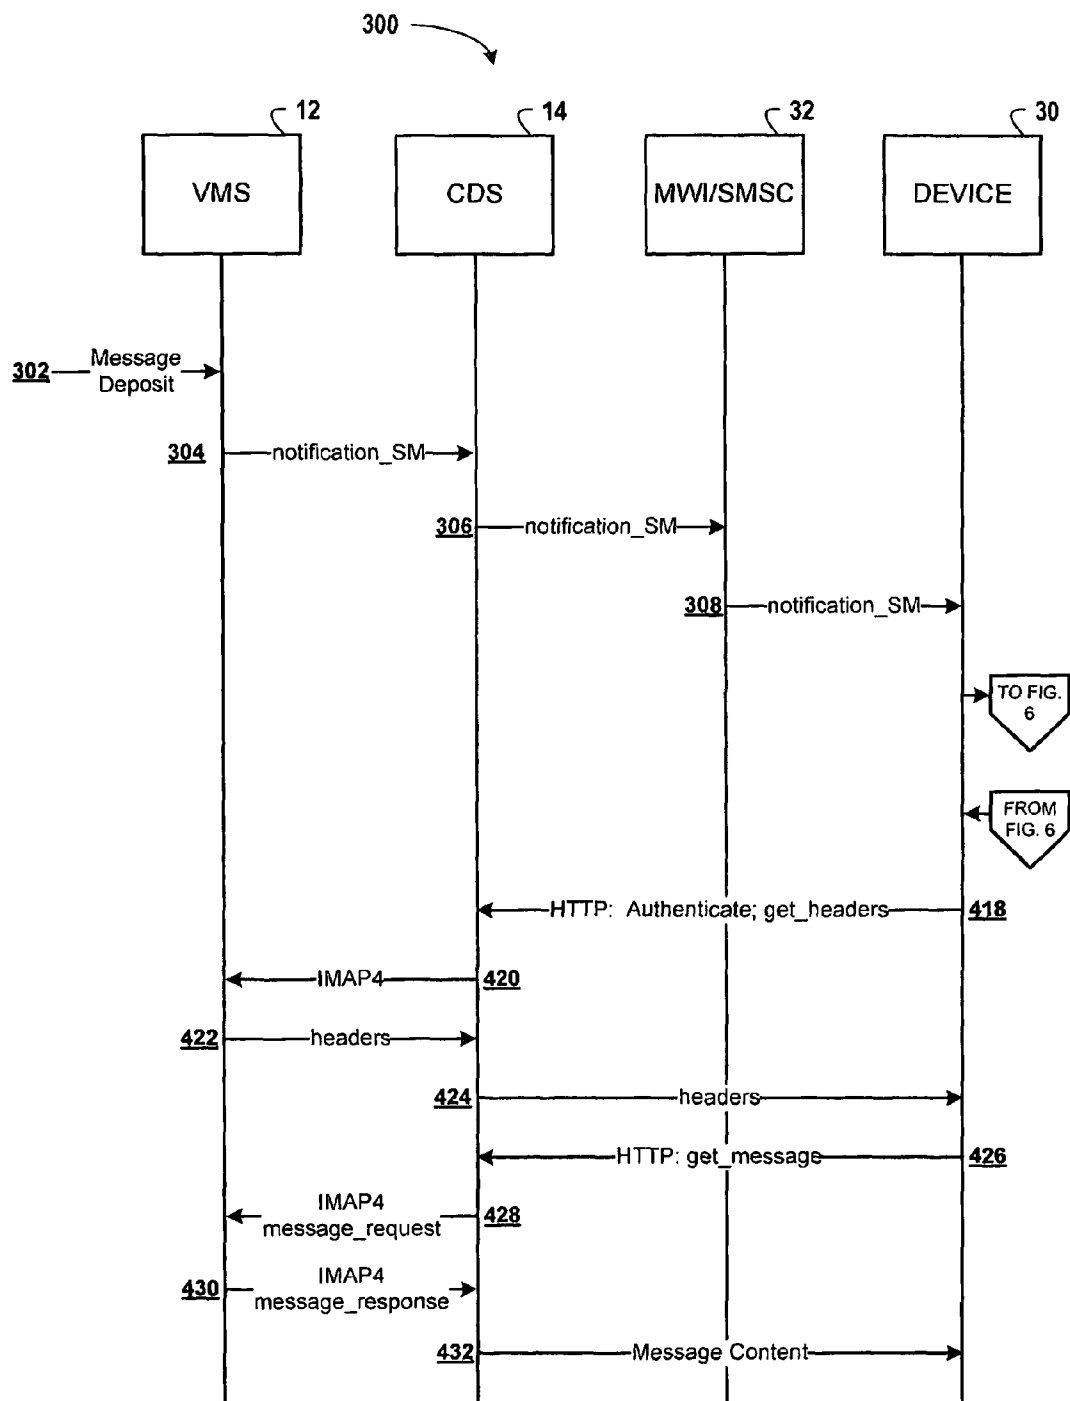 300
12
14
32
30
VMS
CDS
MWI/SMSC
DEVICE
302
Message
Deposit
304
notification_SM
306
notification_SM
308
notification_SM
TO FIG.
6
FROM
FIG. 6
HTTP: Authenticate; get_headers
418
IMAP4
420
422
headers
424
headers
HTTP: get_message
426
IMAP4
message_request
428
430
IMAP4
message_response
432
Message Content